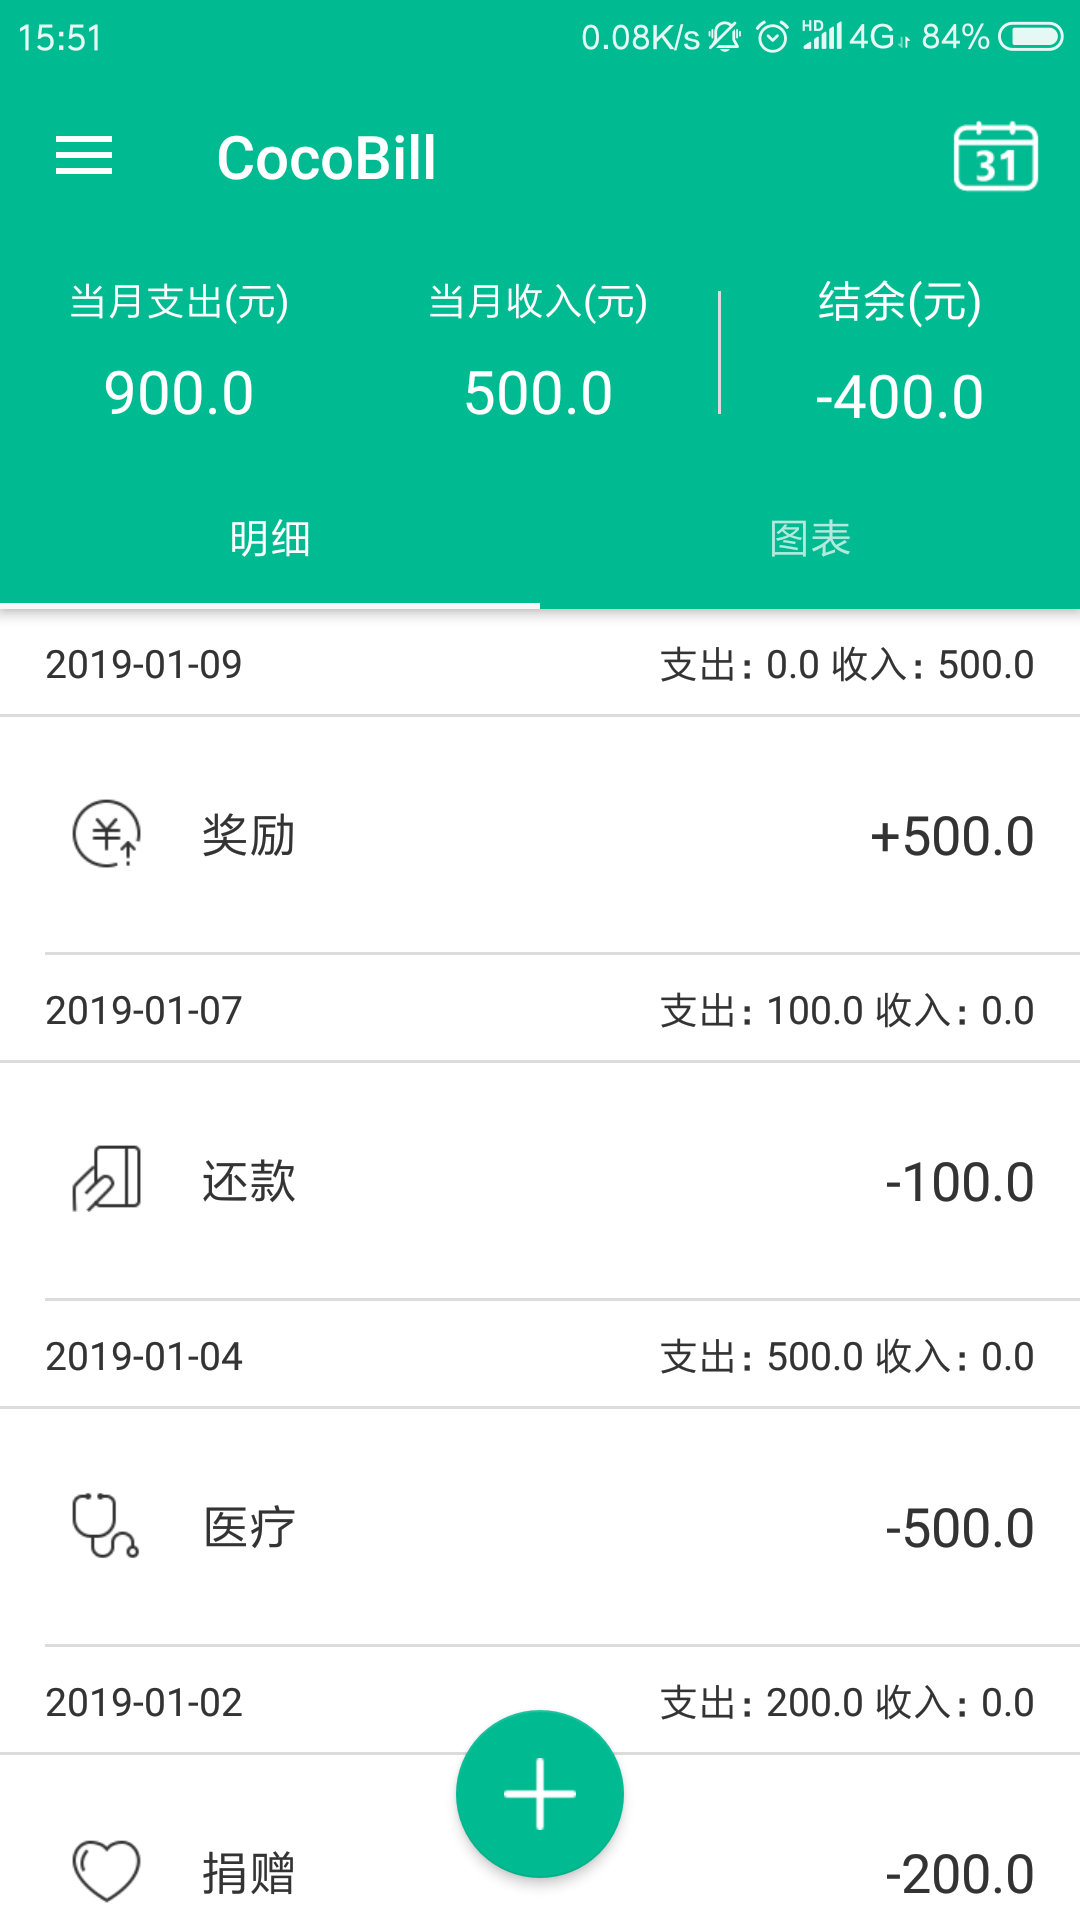 15:51 0.08K/s HD 4G 84%
CocoBill 31
当月支出(元) 当月收入(元) 结余(元)
900.0 500.0 -400.0
明细 图表
2019-01-09 支出: 0.0 收入: 500.0
奖励 +500.0
2019-01-07 支出: 100.0 收入: 0.0
还款 -100.0
2019-01-04 支出: 500.0 收入: 0.0
医疗 -500.0
2019-01-02 支出: 200.0 收入: 0.0
捐赠 -200.0